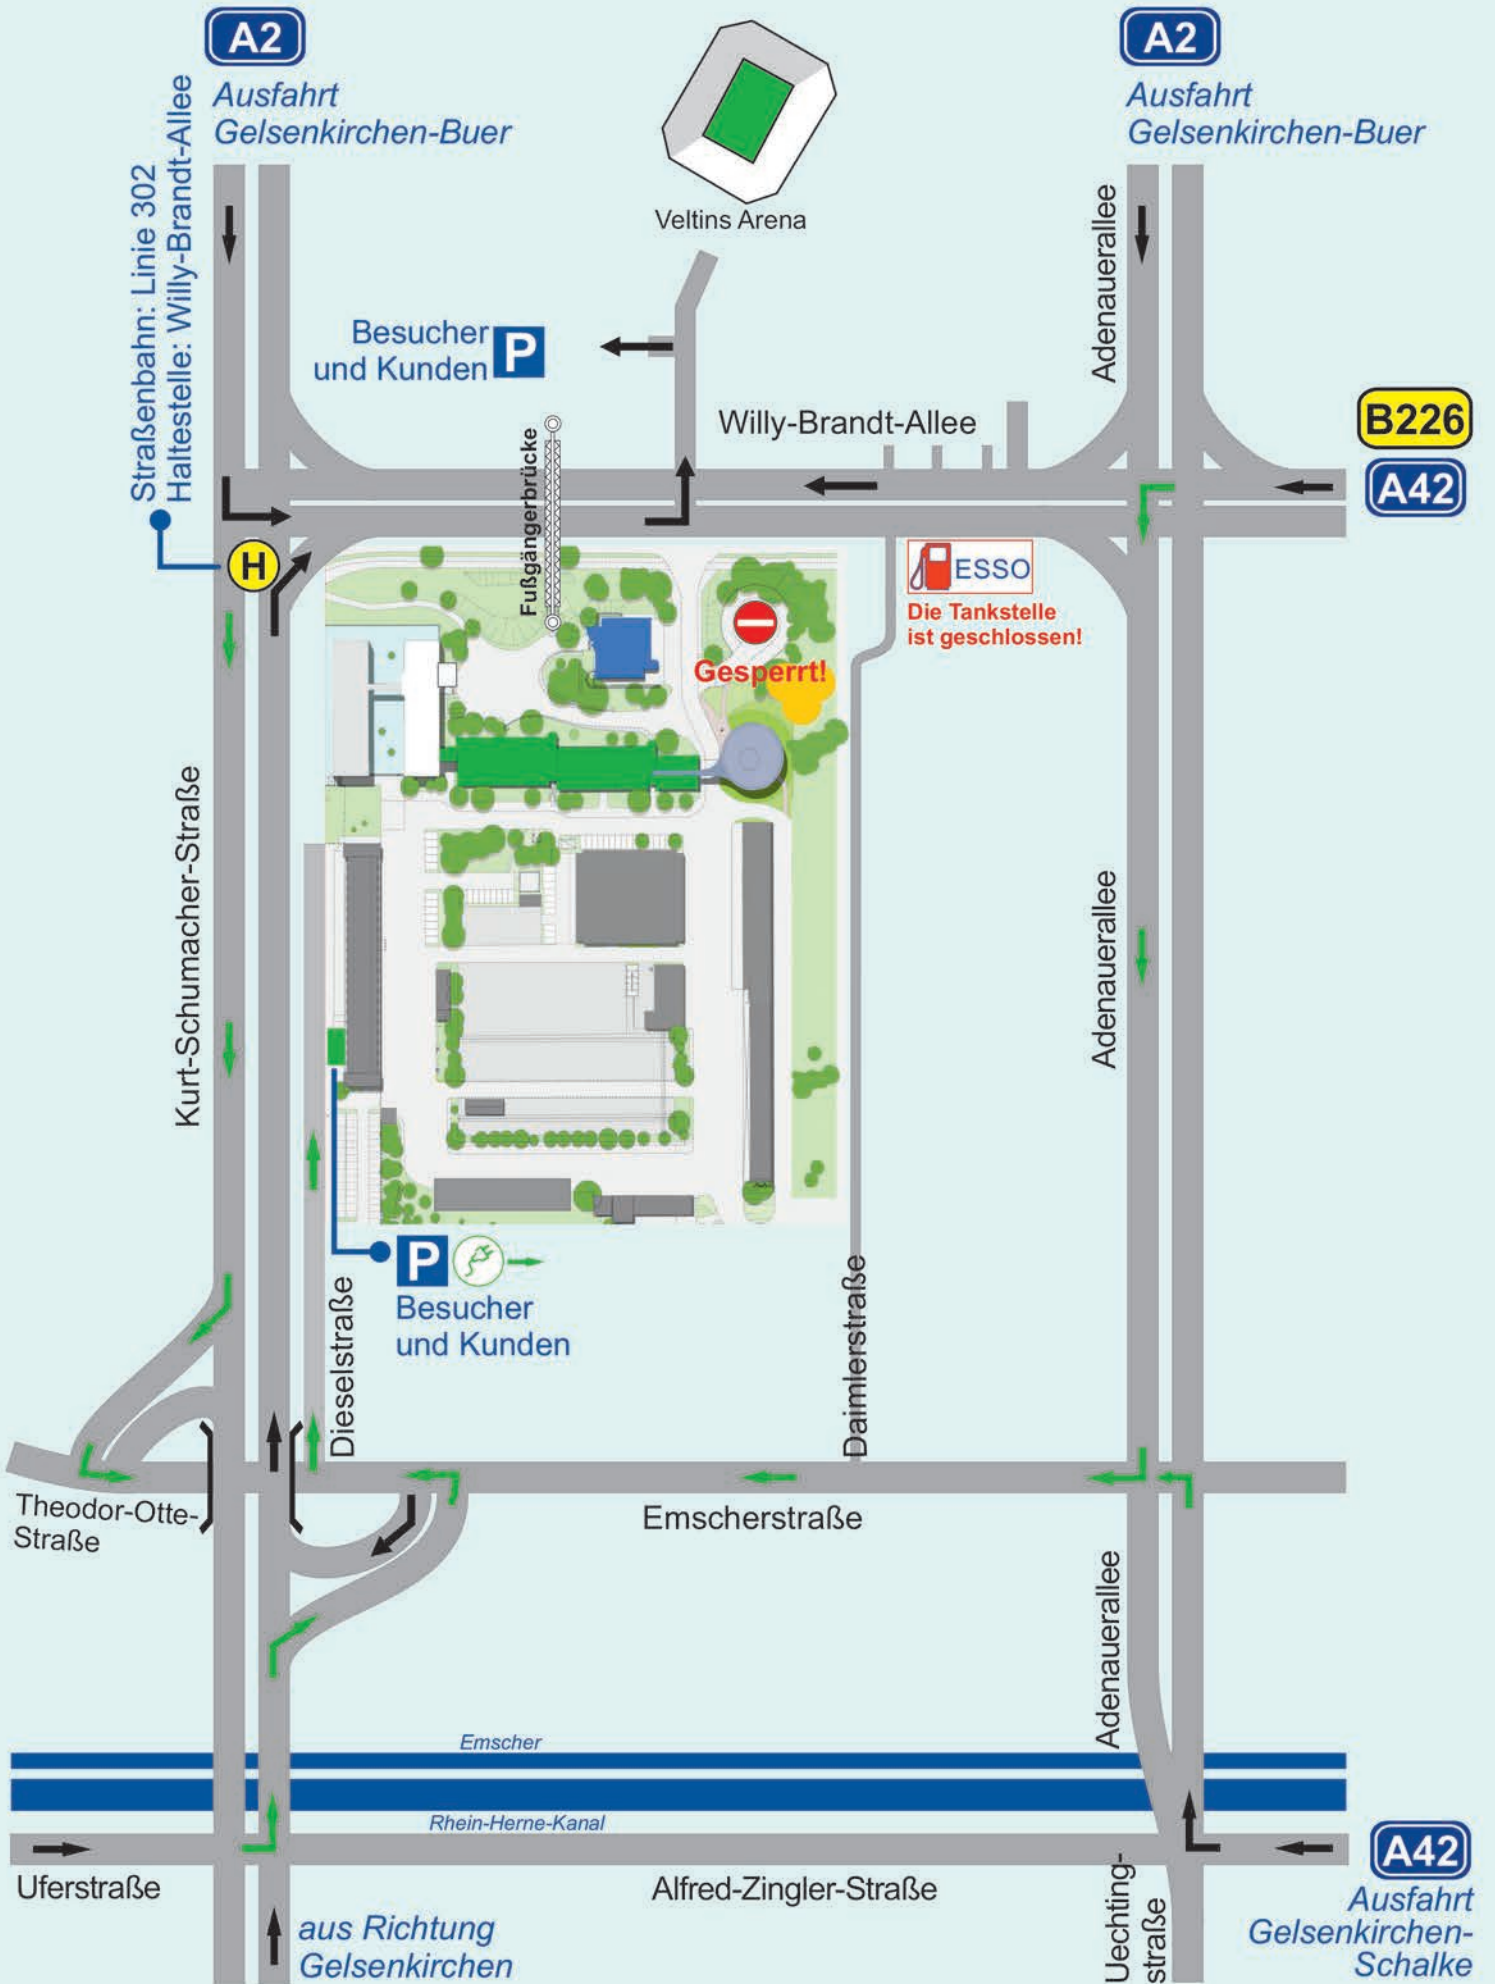 A2
Ausfahrt
Gelsenkirchen-Buer
A2
Ausfahrt
Gelsenkirchen-Buer
Straßenbahn: Linie 302
Haltestelle: Willy-Brandt-Allee
Veltins Arena
Adenauerallee
Besucher
und Kunden
P
Willy-Brandt-Allee
B226
A42
Fußgängerbrücke
H
ESSO
Die Tankstelle
ist geschlossen!
Gesperrt!
Kurt-Schumacher-Straße
Adenauerallee
P
Besucher
und Kunden
Dieselstraße
Daimlerstraße
Theodor-Otte-
Straße
Emscherstraße
Adenauerallee
Emscher
Rhein-Herne-Kanal
Uferstraße
Alfred-Zingler-Straße
Uechting-
straße
A42
Ausfahrt
Gelsenkirchen-
Schalke
aus Richtung
Gelsenkirchen